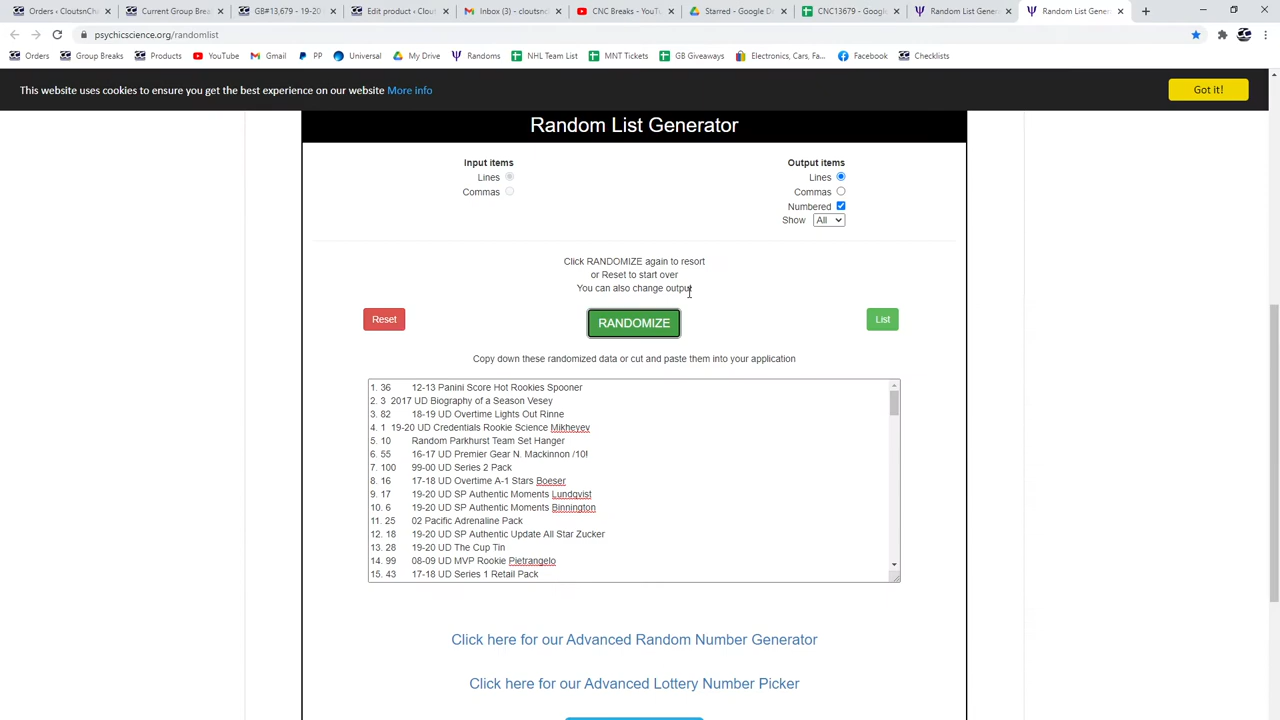 Orders ‹ CloutsnCh
Current Group Brea
GB#13,679 - 19-20
Edit product ‹ Clou
Inbox (3) - cloutsno
CNC Breaks - YouTu
Starred - Google Dr
CNC13679 - Google
Random List Genera
Random List Genera
psychicscience.org/randomlist
Orders
Group Breaks
Products
YouTube
Gmail
PP
Universal
My Drive
Randoms
NHL Team List
MNT Tickets
GB Giveaways
Electronics, Cars, Fa...
Facebook
Checklists
This website uses cookies to ensure you get the best experience on our website More info
Got it!
Random List Generator
Input items
Lines
Commas
Output items
Lines
Commas
Numbered
Show All
Click RANDOMIZE again to resort
or Reset to start over
You can also change output
Reset
RANDOMIZE
List
Copy down these randomized data or cut and paste them into your application
1. 36 12-13 Panini Score Hot Rookies Spooner
2. 3 2017 UD Biography of a Season Vesey
3. 82 18-19 UD Overtime Lights Out Rinne
4. 1 19-20 UD Credentials Rookie Science Mikheyev
5. 10 Random Parkhurst Team Set Hanger
6. 55 16-17 UD Premier Gear N. Mackinnon /10!
7. 100 99-00 UD Series 2 Pack
8. 16 17-18 UD Overtime A-1 Stars Boeser
9. 17 19-20 UD SP Authentic Moments Lundqvist
10. 6 19-20 UD SP Authentic Moments Binnington
11. 25 02 Pacific Adrenaline Pack
12. 18 19-20 UD SP Authentic Update All Star Zucker
13. 28 19-20 UD The Cup Tin
14. 99 08-09 UD MVP Rookie Pietrangelo
15. 43 17-18 UD Series 1 Retail Pack
Click here for our Advanced Random Number Generator
Click here for our Advanced Lottery Number Picker